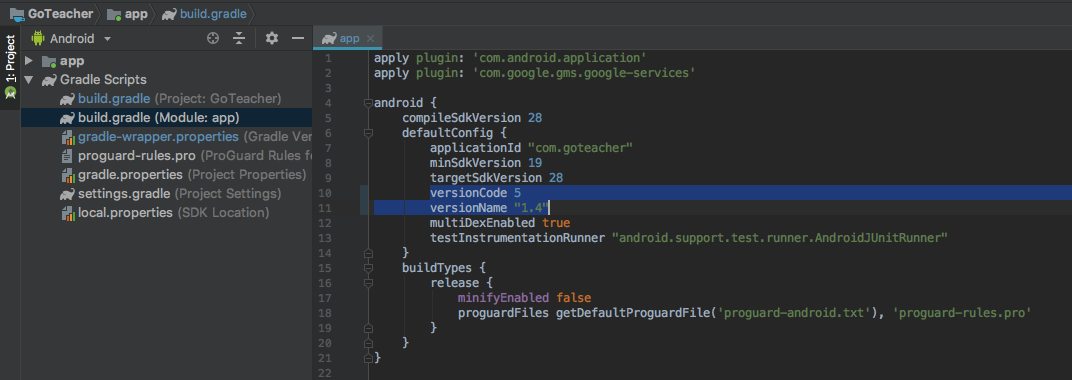 GoTeacher app build.gradle
1: Project
Android
app
Gradle Scripts
build.gradle (Project: GoTeacher)
build.gradle (Module: app)
gradle-wrapper.properties (Gradle Ver
proguard-rules.pro (ProGuard Rules fo
gradle.properties (Project Properties)
settings.gradle (Project Settings)
local.properties (SDK Location)
app
1 apply plugin: 'com.android.application'
2 apply plugin: 'com.google.gms.google-services'
3
4 android {
5 compileSdkVersion 28
6 defaultConfig {
7 applicationId "com.goteacher"
8 minSdkVersion 19
9 targetSdkVersion 28
10 versionCode 5
11 versionName "1.4"
12 multiDexEnabled true
13 testInstrumentationRunner "android.support.test.runner.AndroidJUnitRunner"
14 }
15 buildTypes {
16 release {
17 minifyEnabled false
18 proguardFiles getDefaultProguardFile('proguard-android.txt'), 'proguard-rules.pro'
19 }
20 }
21 }
22